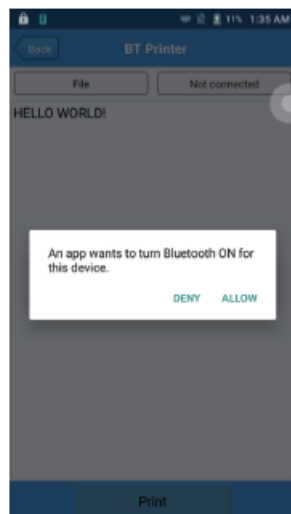 11% 1:35 AM
Back
BT Printer
File
Not connected
HELLO WORLD!
An app wants to turn Bluetooth ON for
this device.
DENY ALLOW
Print